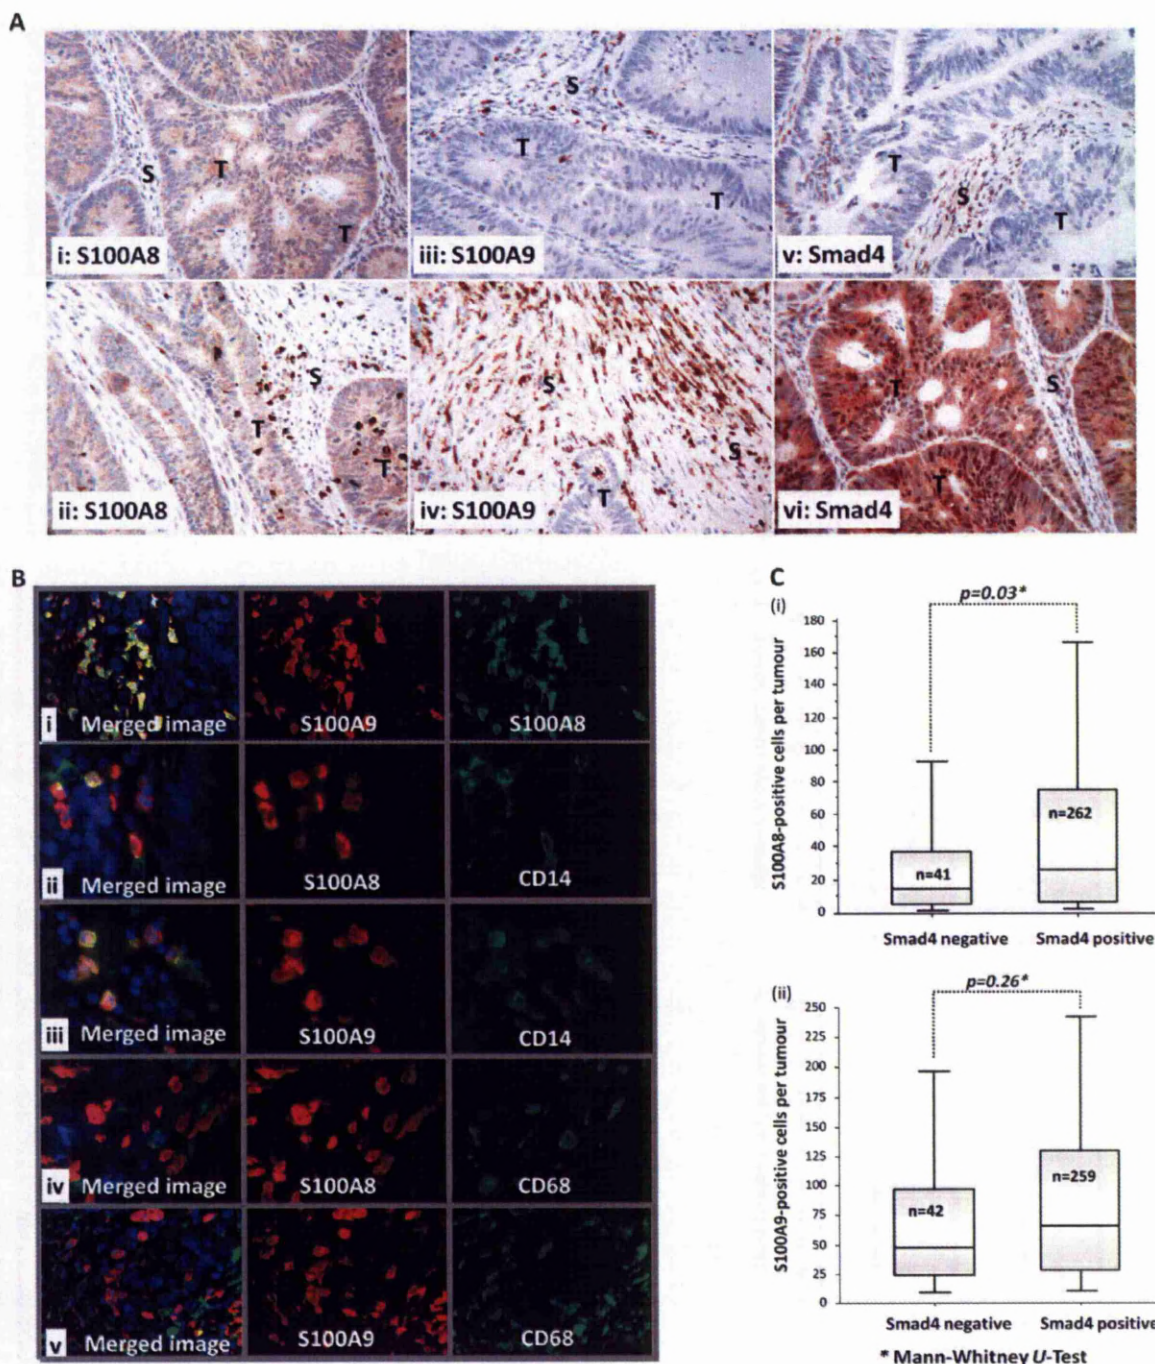 A
S
T
T
i: S100A8
S
T
T
iii: S100A9
T
S
T
v: Smad4
S
T
T
ii: S100A8
S
S
T
iv: S100A9
T
S
T
vi: Smad4
B
i
Merged image
S100A9
S100A8
ii
Merged image
S100A8
CD14
iii
Merged image
S100A9
CD14
iv
Merged image
S100A8
CD68
v
Merged image
S100A9
CD68
C
(i)
p=0.03*
S100A8-positive cells per tumour
180
160
140
120
100
80
60
40
20
0
n=41
n=262
Smad4 negative
Smad4 positive
(ii)
p=0.26*
S100A9-positive cells per tumour
250
225
200
175
150
125
100
75
50
25
0
n=42
n=259
Smad4 negative
Smad4 positive
* Mann-Whitney U-Test